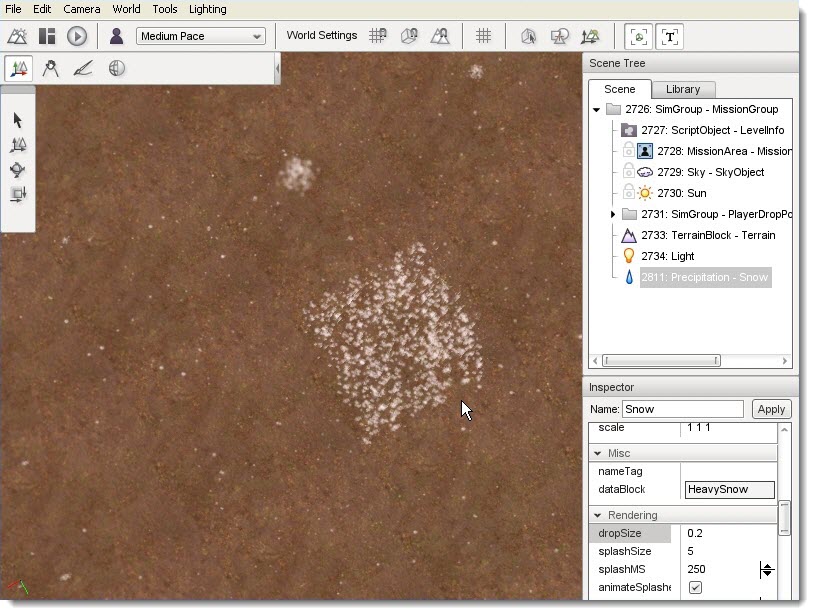 File Edit Camera World Tools Lighting
Medium Pace World Settings T
Scene Tree
Scene Library
2726: SimGroup - MissionGroup
2727: ScriptObject - LevelInfo
2728: MissionArea - Mission
2729: Sky - SkyObject
2730: Sun
2731: SimGroup - PlayerDropPo
2733: TerrainBlock - Terrain
2734: Light
2811: Precipitation - Snow
Inspector
Name: Snow Apply
scale 1 1 1
Misc
nameTag
dataBlock HeavySnow
Rendering
dropSize 0.2
splashSize 5
splashMS 250
animateSplashe